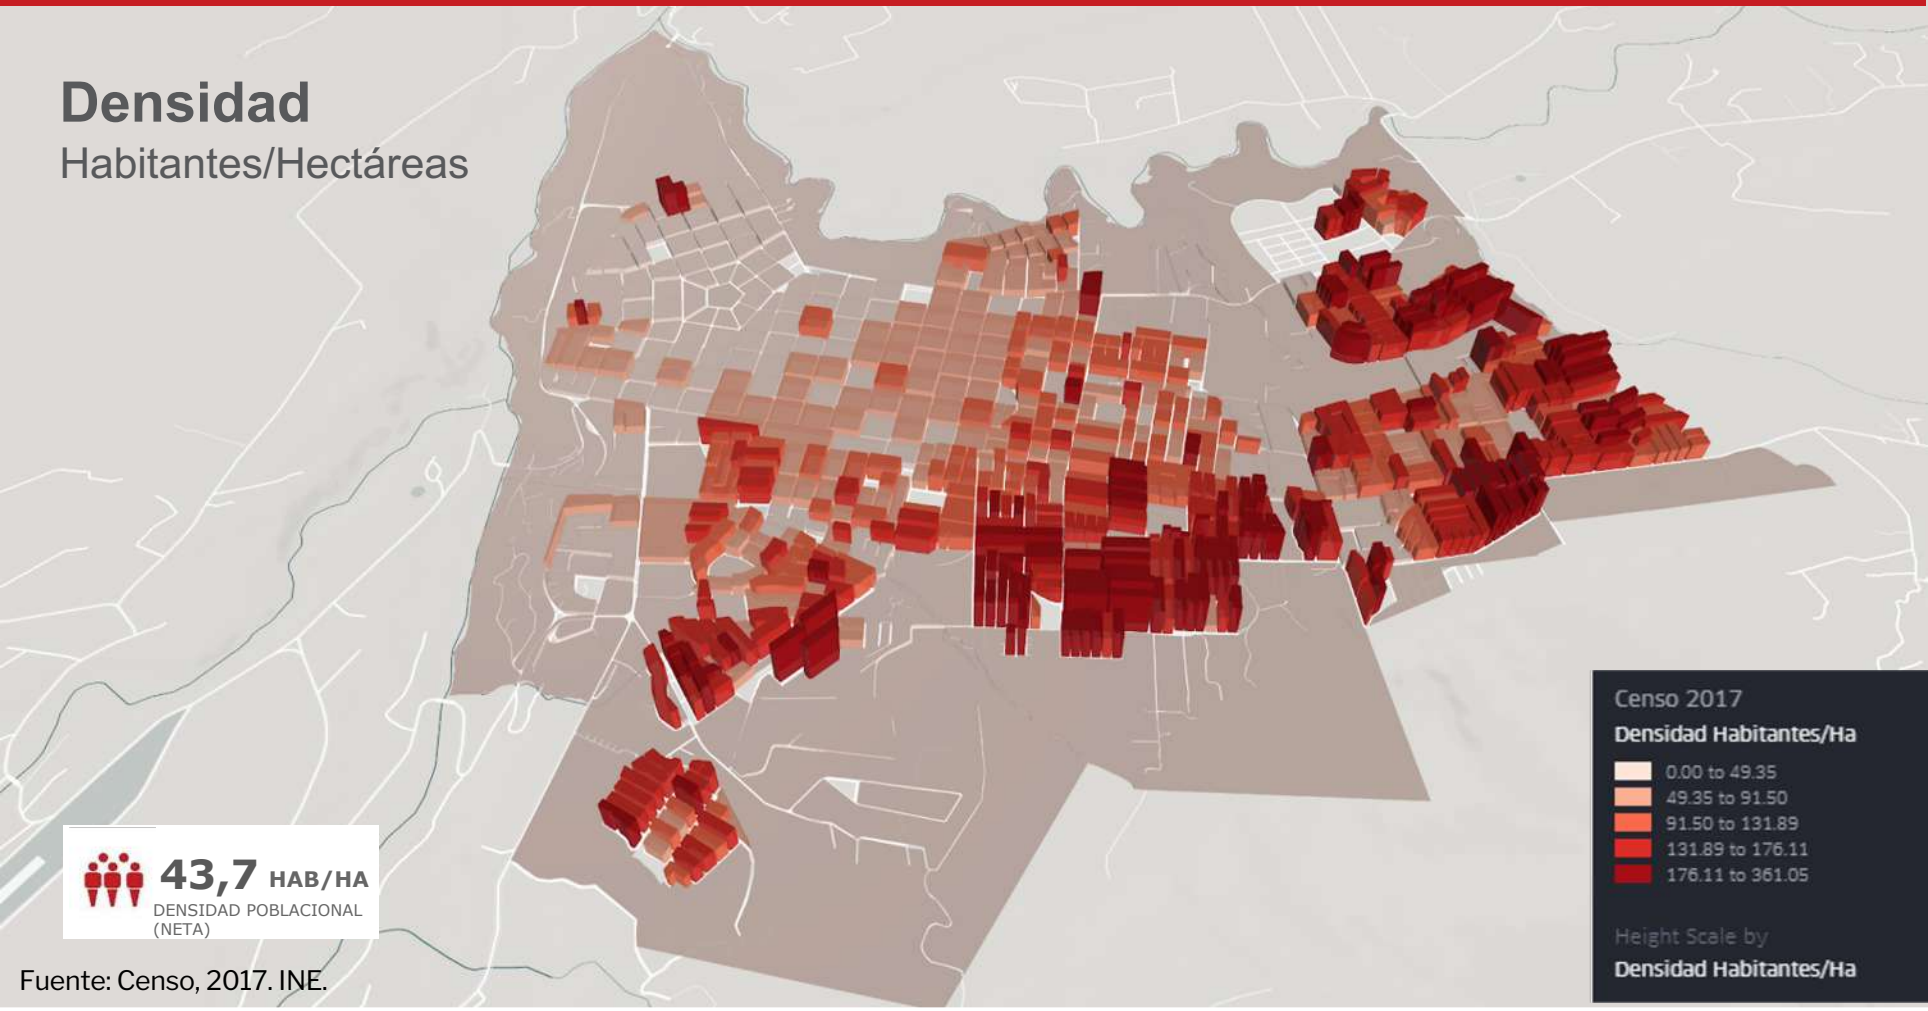 Densidad
Habitantes/Hectáreas
43,7 HAB/HA
DENSIDAD POBLACIONAL
(NETA)
Fuente: Censo, 2017. INE.
Censo 2017
Densidad Habitantes/Ha
0.00 to 49.35
49.35 to 91.50
91.50 to 131.89
131.89 to 176.11
176.11 to 361.05
Height Scale by
Densidad Habitantes/Ha